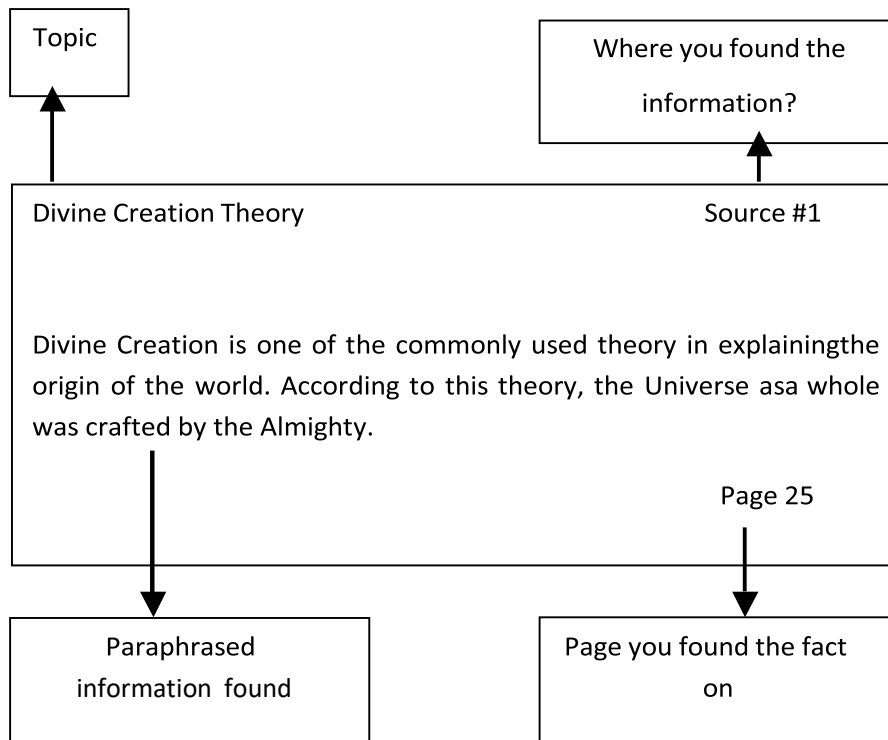 Topic
Where you found the
information?
Divine Creation Theory
Source #1
Divine Creation is one of the commonly used theory in explainingthe
origin of the world. According to this theory, the Universe asa whole
was crafted by the Almighty.
Page 25
Paraphrased
information found
Page you found the fact
on